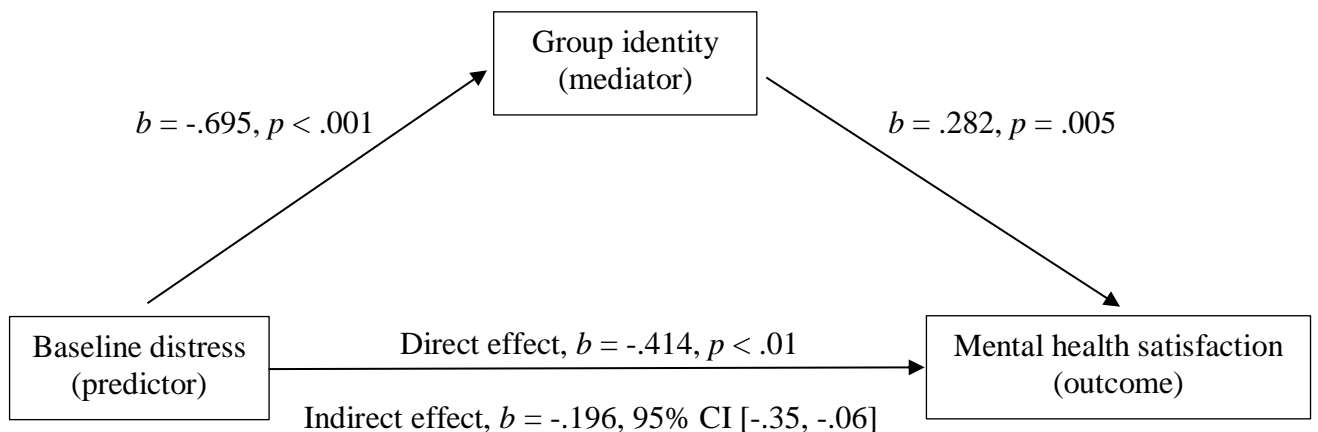 Group identity
(mediator)
b = -.695, p < .001
b = .282, p = .005
Baseline distress
(predictor)
Direct effect, b = -.414, p < .01
Mental health satisfaction
(outcome)
Indirect effect, b = -.196, 95% CI [-.35, -.06]